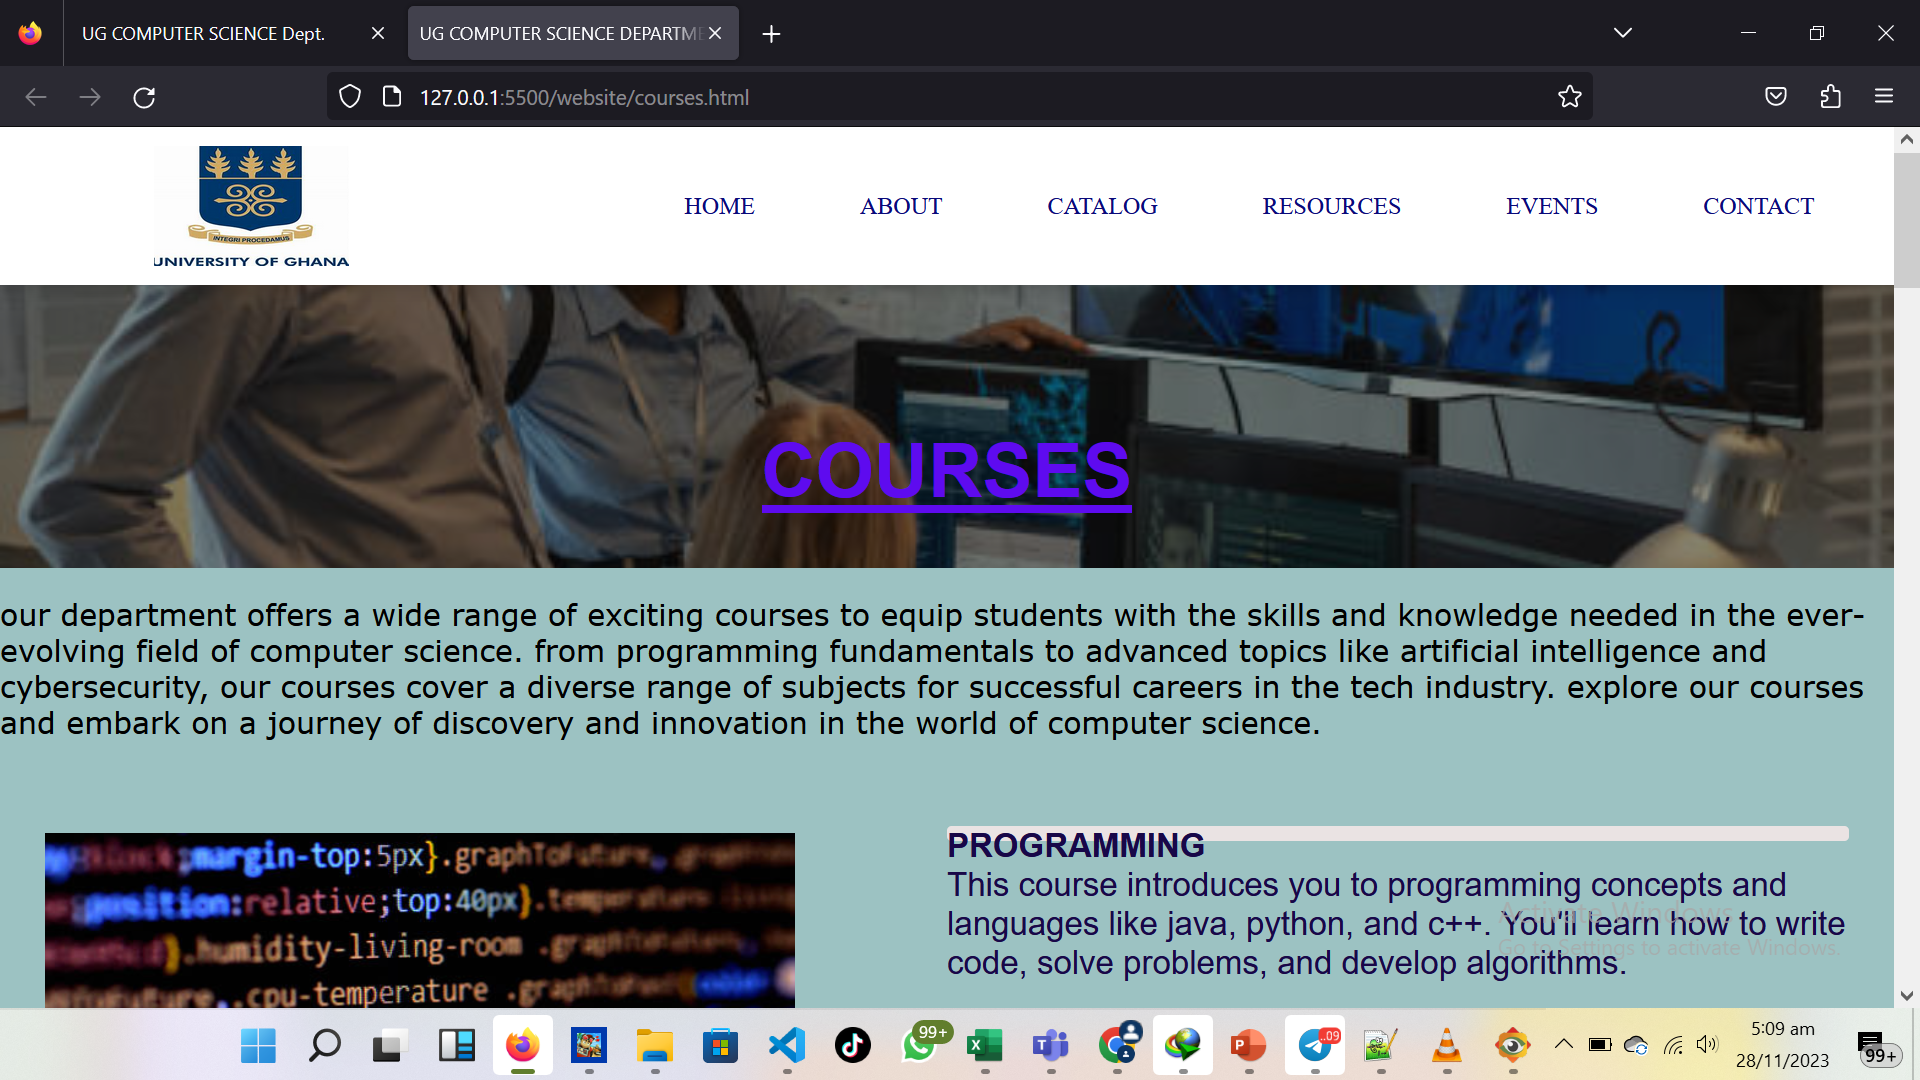 UG COMPUTER SCIENCE Dept.
UG COMPUTER SCIENCE DEPARTME
127.0.0.1:5500/website/courses.html
INTEGRI PROCEDAMUS
UNIVERSITY OF GHANA
HOME
ABOUT
CATALOG
RESOURCES
EVENTS
CONTACT
COURSES
our department offers a wide range of exciting courses to equip students with the skills and knowledge needed in the ever-
evolving field of computer science. from programming fundamentals to advanced topics like artificial intelligence and
cybersecurity, our courses cover a diverse range of subjects for successful careers in the tech industry. explore our courses
and embark on a journey of discovery and innovation in the world of computer science.
;margin-top:5px}.graphToFuture
position:relative;top:40px}.temperature
}.humidity-living-room
.cpu-temperature
PROGRAMMING
This course introduces you to programming concepts and
languages like java, python, and c++. You'll learn how to write
code, solve problems, and develop algorithms.
Activate Windows
Go to Settings to activate Windows.
99+
..09
5:09 am
28/11/2023
99+